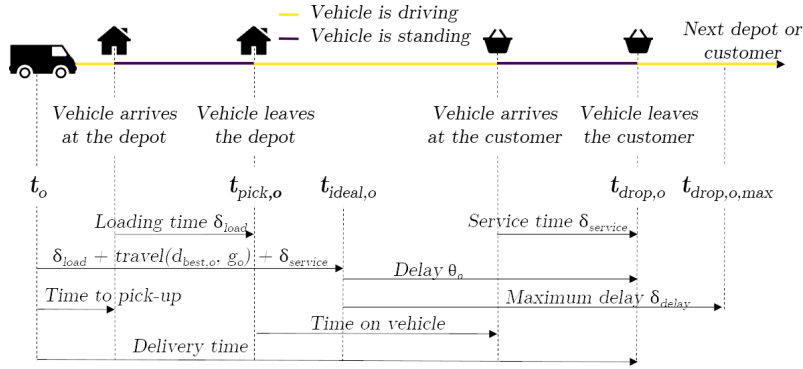 Vehicle is driving
Vehicle is standing
Next depot or
customer
Vehicle arrives
at the depot
Vehicle leaves
the depot
Vehicle arrives
at the customer
Vehicle leaves
the customer
t_o
t_pick,o
t_ideal,o
t_drop,o
t_drop,o,max
Loading time δ_load
Service time δ_service
δ_load + travel(d_best,o, g_o) + δ_service
Delay θ_o
Time to pick-up
Maximum delay δ_delay
Time on vehicle
Delivery time